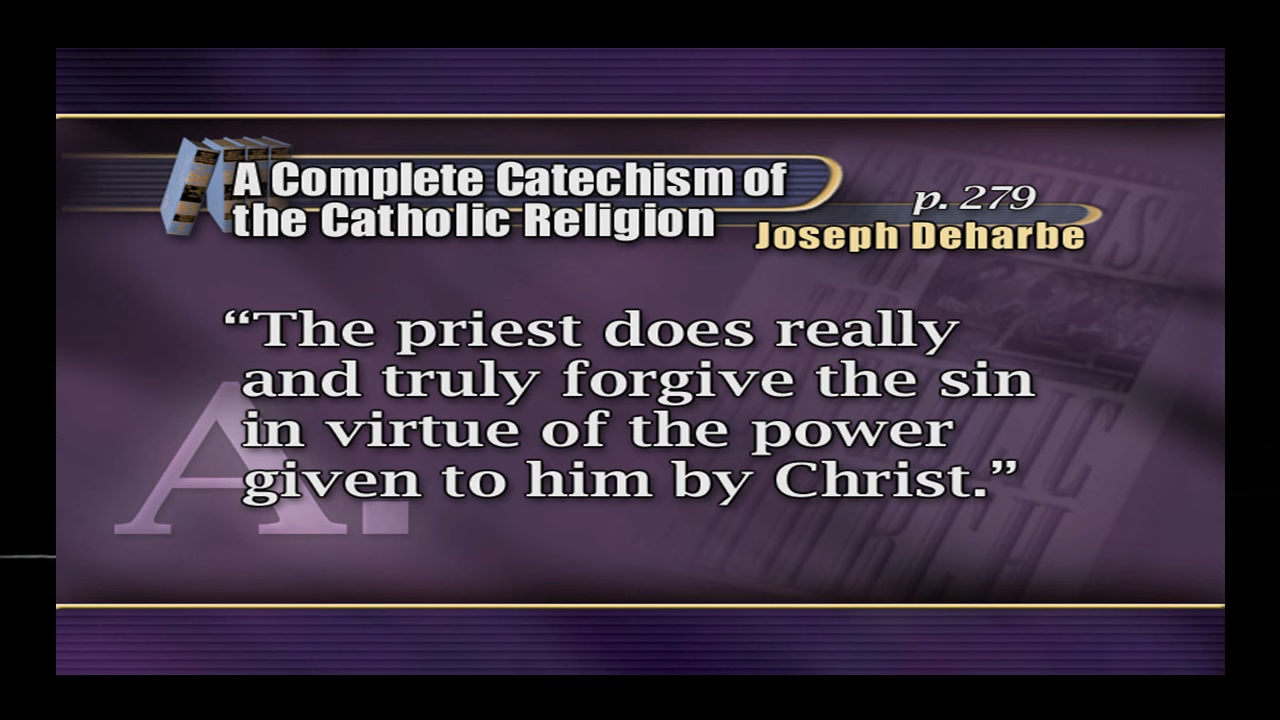 A Complete Catechism of
the Catholic Religion
p. 279
Joseph Deharbe
“The priest does really
and truly forgive the sin
in virtue of the power
given to him by Christ.”
A.